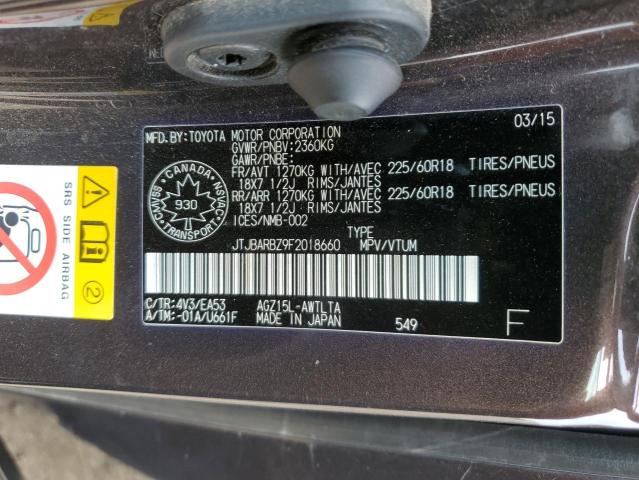 03/15
MFD.BY:TOYOTA MOTOR CORPORATION
GVWR/PNBV:2360KG
GAWR/PNBE:
FR/AVT 1270KG WITH/AVEC 225/60R18 TIRES/PNEUS
18X7 1/2J RIMS/JANTES
RR/ARR 1270KG WITH/AVEC 225/60R18 TIRES/PNEUS
18X7 1/2J RIMS/JANTES
ICES/NMB-002
CANADA
CMVSS
NSVAC
930
TRANSPORT
TYPE
JTJBARBZ9F2018660 MPV/VTUM
C/TR:4V3/EA53 AGZ15L-AWTLTA
A/TM:-01A/U661F MADE IN JAPAN 549 F
SRS SIDE AIRBAG
2